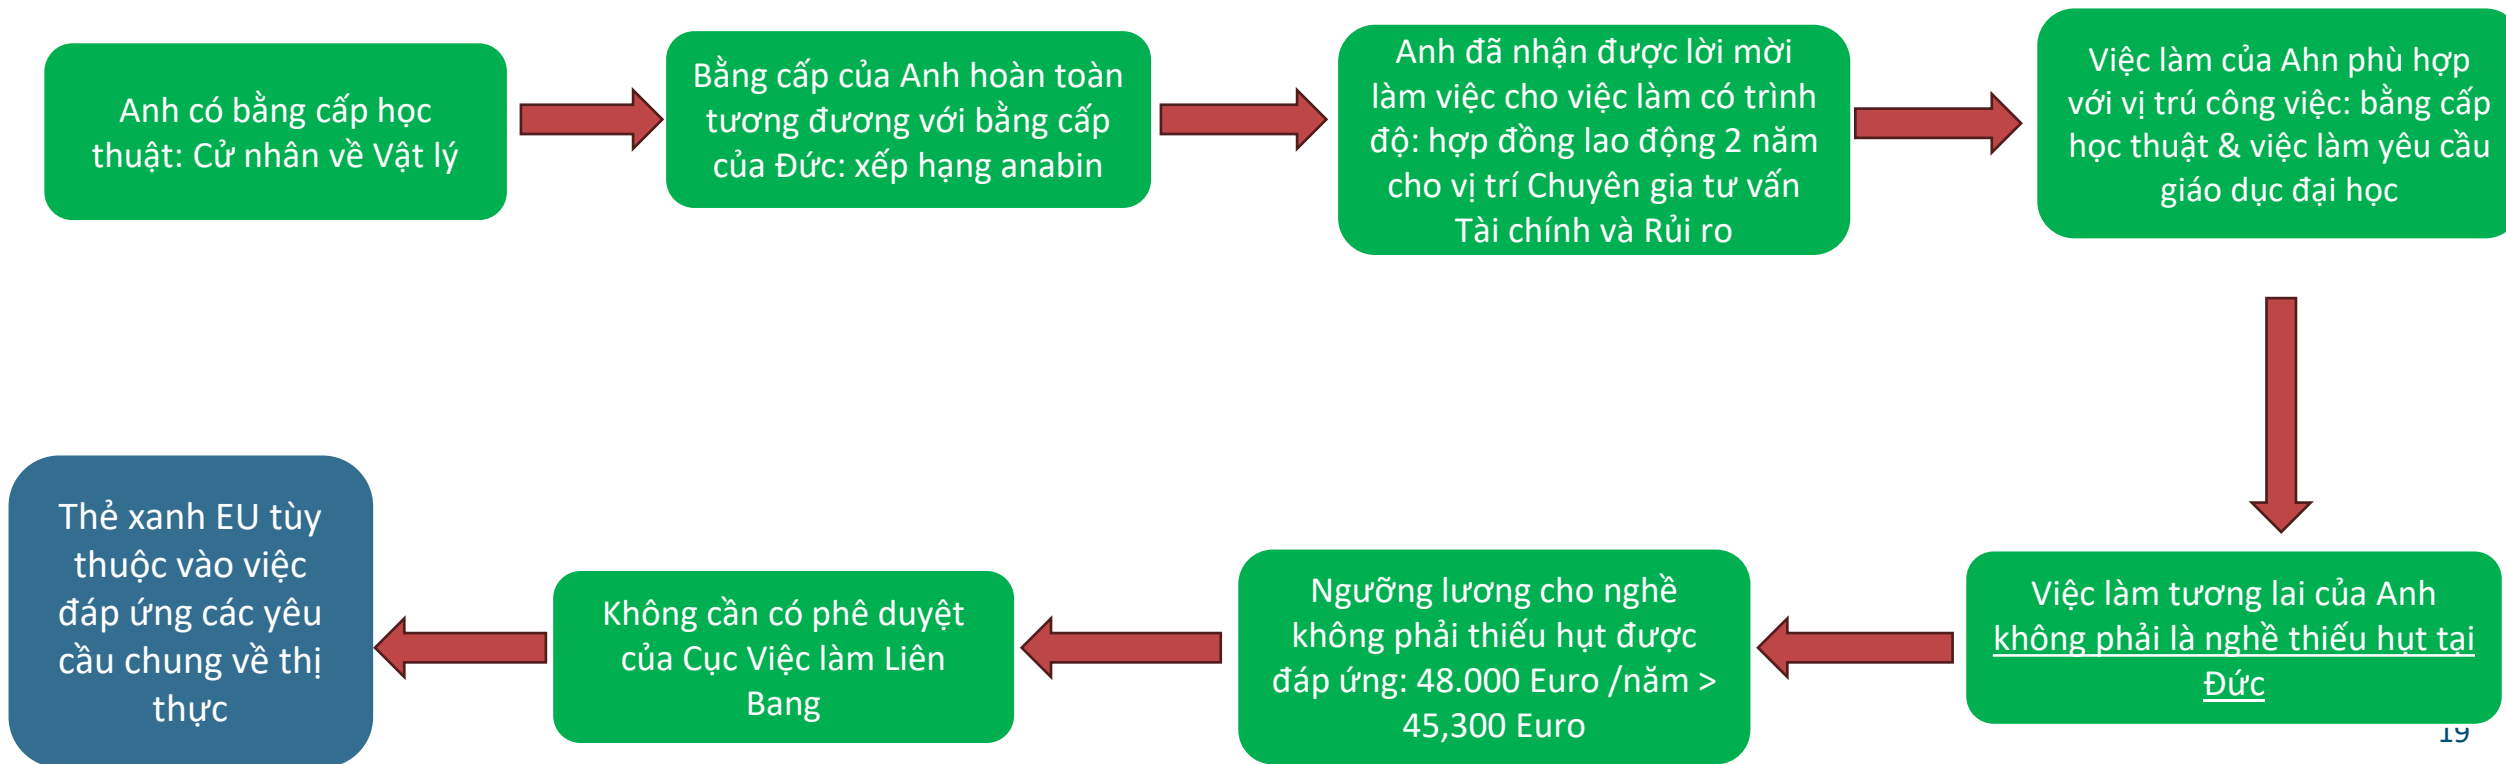 Anh có bằng cấp học
thuật: Cử nhân về Vật lý
Bằng cấp của Anh hoàn toàn
tương đương với bằng cấp
của Đức: xếp hạng anabin
Anh đã nhận được lời mời
làm việc cho việc làm có trình
độ: hợp đồng lao động 2 năm
cho vị trí Chuyên gia tư vấn
Tài chính và Rủi ro
Việc làm của Ahn phù hợp
với vị trú công việc: bằng cấp
học thuật & việc làm yêu cầu
giáo dục đại học
Việc làm tương lai của Anh
không phải là nghề thiếu hụt tại
Đức
Ngưỡng lương cho nghề
không phải thiếu hụt được
đáp ứng: 48.000 Euro /năm >
45,300 Euro
Không cần có phê duyệt
của Cục Việc làm Liên
Bang
Thẻ xanh EU tùy
thuộc vào việc
đáp ứng các yêu
cầu chung về thị
thực
19